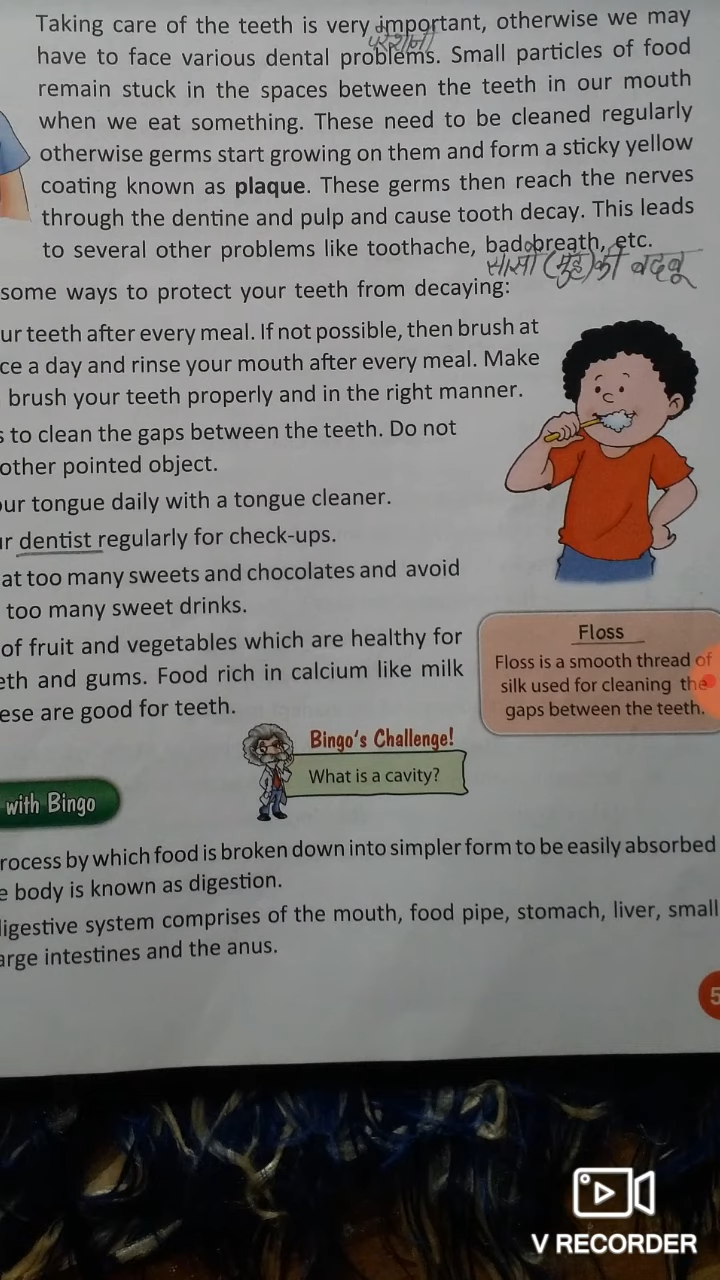 Taking care of the teeth is very important, otherwise we may
परेशानी
have to face various dental problems. Small particles of food
remain stuck in the spaces between the teeth in our mouth
when we eat something. These need to be cleaned regularly
otherwise germs start growing on them and form a sticky yellow
coating known as plaque. These germs then reach the nerves
through the dentine and pulp and cause tooth decay. This leads
to several other problems like toothache, bad breath, etc.
(मुँह) की बदबू
some ways to protect your teeth from decaying:
ur teeth after every meal. If not possible, then brush at
ce a day and rinse your mouth after every meal. Make
brush your teeth properly and in the right manner.
s to clean the gaps between the teeth. Do not
other pointed object.
our tongue daily with a tongue cleaner.
ur dentist regularly for check-ups.
at too many sweets and chocolates and avoid
too many sweet drinks.
of fruit and vegetables which are healthy for
eth and gums. Food rich in calcium like milk
ese are good for teeth.
Floss
Floss is a smooth thread of
silk used for cleaning the
gaps between the teeth.
Bingo's Challenge!
What is a cavity?
with Bingo
rocess by which food is broken down into simpler form to be easily absorbed
e body is known as digestion.
digestive system comprises of the mouth, food pipe, stomach, liver, small
arge intestines and the anus.
5
V RECORDER